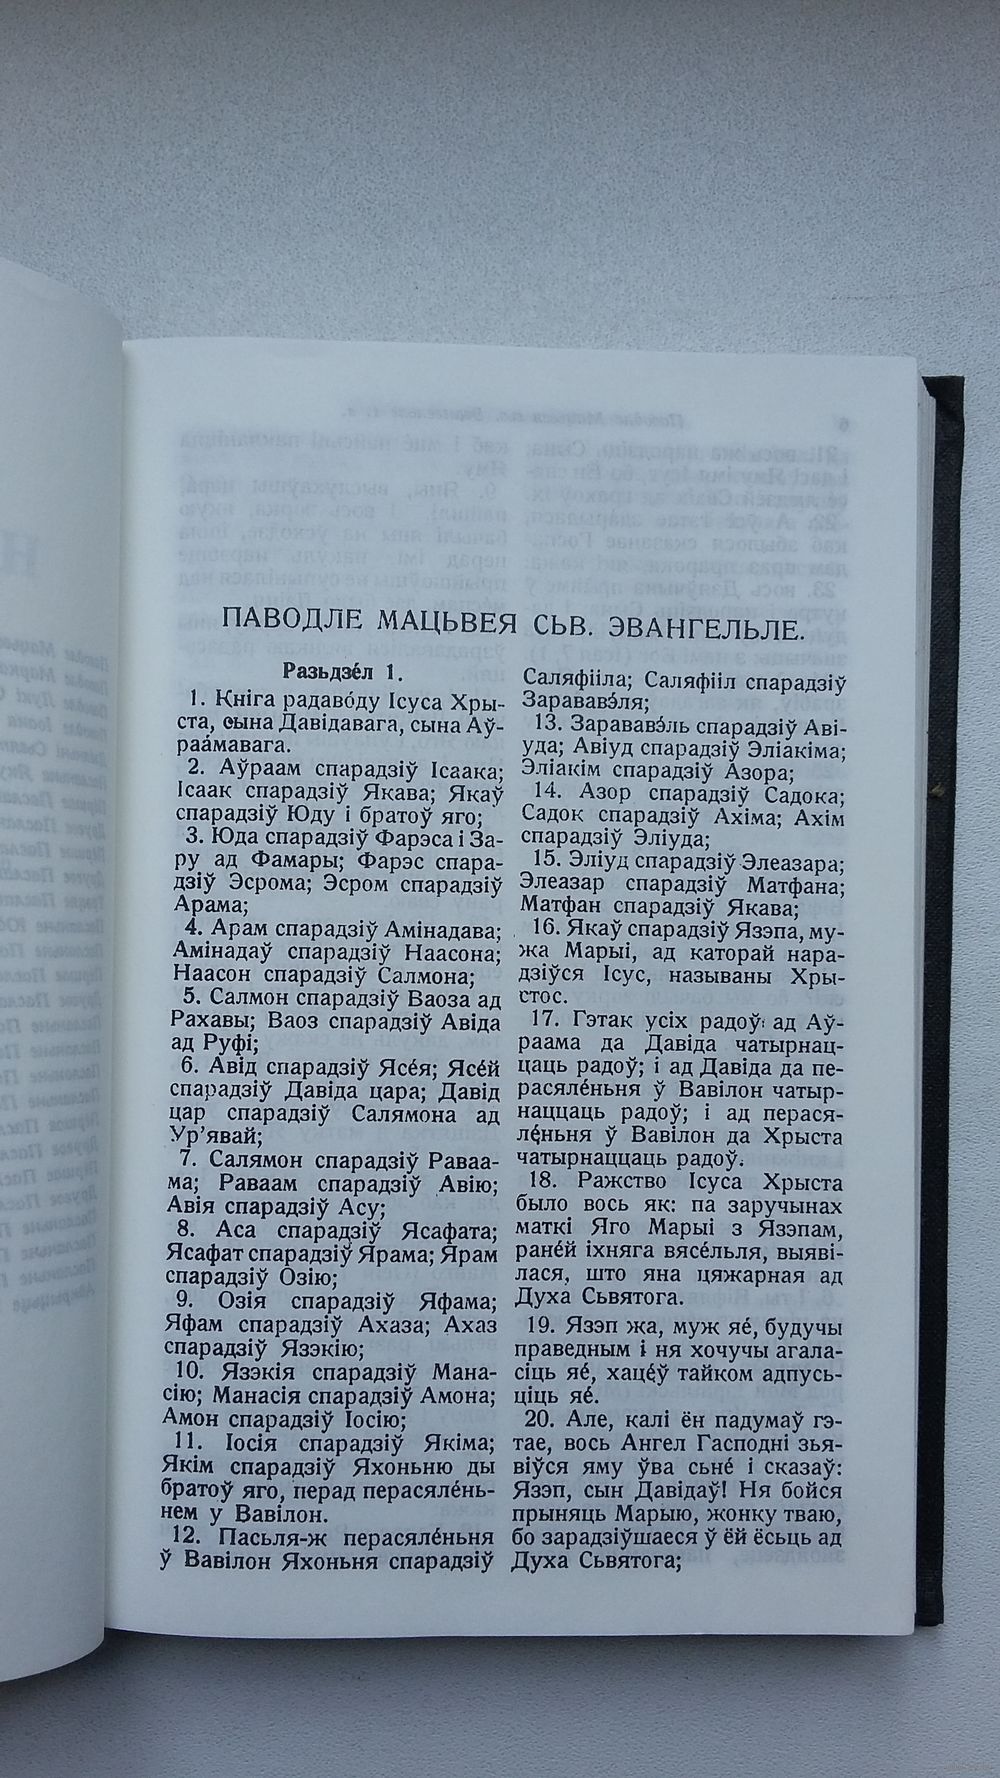 ПАВОДЛЕ МАЦЬВЕЯ СЬВ. ЭВАНГЕЛЬЛЕ.
Разьдзе́л 1.
1. Кніга радаво́ду Ісуса Хры-
ста, сына Давідавага, сына Аў-
раа́мавага.
2. Аўраам спарадзіў Ісаака;
Ісаак спарадзіў Якава; Якаў
спарадзіў Юду і братоў яго;
3. Юда спарадзіў Фарэса і За-
ру ад Фамары; Фарэс спара-
дзіў Эсрома; Эсром спарадзіў
Арама;
4. Арам спарадзіў Амінадава;
Амінадаў спарадзіў Наасона;
Наасон спарадзіў Салмона;
5. Салмон спарадзіў Ваоза ад
Рахавы; Ваоз спарадзіў Авіда
ад Руфі;
6. Авід спарадзіў Ясе́я; Ясе́й
спарадзіў Давіда цара; Давід
цар спарадзіў Салямона ад
Ур’явай;
7. Салямон спарадзіў Раваа-
ма; Раваам спарадзіў Авію;
Авія спарадзіў Асу;
8. Аса спарадзіў Ясафата;
Ясафат спарадзіў Ярама; Ярам
спарадзіў Озію;
9. Озія спарадзіў Яфама;
Яфам спарадзіў Ахаза; Ахаз
спарадзіў Язэкію;
10. Язэкія спарадзіў Мана-
сію; Манасія спарадзіў Амона;
Амон спарадзіў Іосію;
11. Іосія спарадзіў Якіма;
Якім спарадзіў Яхоньню ды
братоў яго, перад перасяле́нь-
нем у Вавілон.
12. Пасьля-ж перасяле́ньня
ў Вавілон Яхоньня спарадзіў
Саляфііла; Саляфііл спарадзіў
Зарававэ́ля;
13. Зарававэ́ль спарадзіў Аві-
уда; Авіуд спарадзіў Эліакіма;
Эліакім спарадзіў Азора;
14. Азор спарадзіў Садока;
Садок спарадзіў Ахіма; Ахім
спарадзіў Эліуда;
15. Эліуд спарадзіў Элеазара;
Элеазар спарадзіў Матфана;
Матфан спарадзіў Якава;
16. Якаў спарадзіў Язэпа, му-
жа Марыі, ад каторай нара-
дзіўся Ісус, называны Хры-
стос.
17. Гэтак усіх радоў: ад Аў-
раама да Давіда чатырнац-
цаць радоў; і ад Давіда да пе-
расяле́ньня ў Вавілон чатыр-
наццаць радоў; і ад перася-
ле́ньня ў Вавілон да Хрыста
чатырнаццаць радоў.
18. Ражство Ісуса Хрыста
было вось як: па заручынах
маткі Яго Марыі з Язэпам,
ране́й іхняга вясе́льля, выяві-
лася, што яна цяжарная ад
Духа Сьвятога.
19. Язэп жа, муж яе́, будучы
праведным і ня хочучы агала-
сіць яе́, хаце́ў тайком адпусь-
ціць яе́.
20. Але, калі ён падумаў гэ-
тае, вось Ангел Гасподні зья-
віўся яму ўва сьне́ і сказаў:
Язэп, сын Давідаў! Ня бойся
прыняць Марыю, жонку тваю,
бо зарадзіўшаеся ў ёй ёсьць ад
Духа Сьвятога;